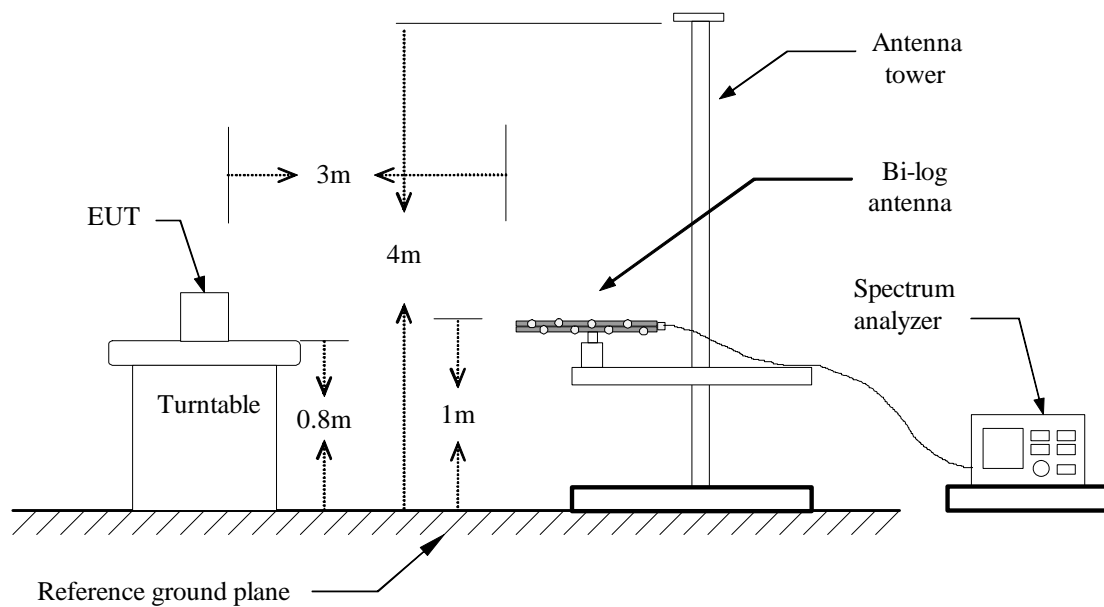 Antenna
tower
3m
Bi-log
antenna
EUT
4m
Spectrum
analyzer
Turntable
0.8m
1m
Reference ground plane